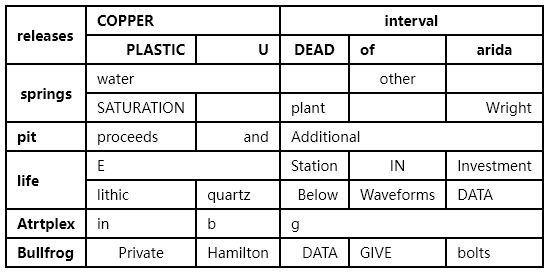 releases COPPER interval
PLASTIC U DEAD of arida
springs water other
SATURATION plant Wright
pit proceeds and Additional
life E Station IN Investment
lithic quartz Below Waveforms DATA
Atrtplex in b g
Bullfrog Private Hamilton DATA GIVE bolts